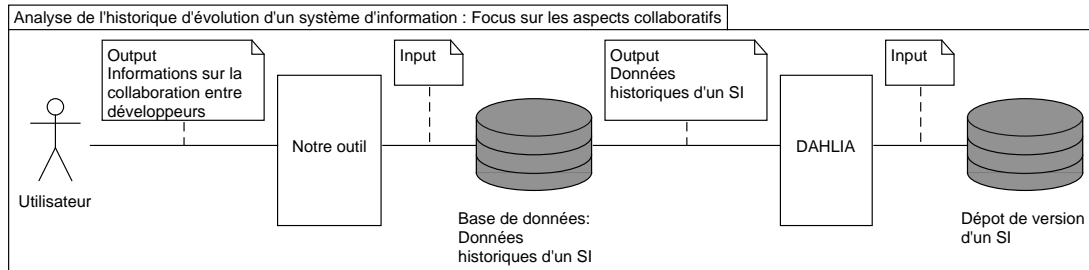 Analyse de l'historique d'évolution d'un système d'information : Focus sur les aspects collaboratifs
Output
Informations sur la
collaboration entre
développeurs
Input
Output
Données
historiques d'un SI
Input
Notre outil
DAHLIA
Utilisateur
Base de données:
Données
historiques d'un SI
Dépot de version
d'un SI